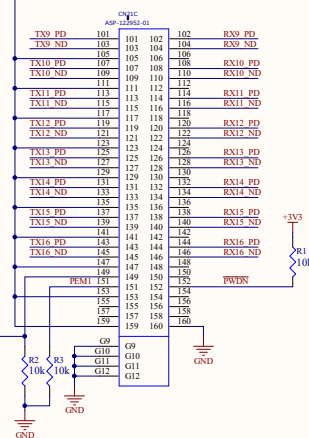 CN21C
ASP-122952-01
TX9_PD 101 101 102 102 RX9_PD
TX9_ND 103 103 104 104 RX9_ND
105 105 106 106
TX10_PD 107 107 108 108 RX10_PD
TX10_ND 109 109 110 110 RX10_ND
111 111 112 112
TX11_PD 113 113 114 114 RX11_PD
TX11_ND 115 115 116 116 RX11_ND
117 117 118 118
TX12_PD 119 119 120 120 RX12_PD
TX12_ND 121 121 122 122 RX12_ND
123 123 124 124
TX13_PD 125 125 126 126 RX13_PD
TX13_ND 127 127 128 128 RX13_ND
129 129 130 130
TX14_PD 131 131 132 132 RX14_PD
TX14_ND 133 133 134 134 RX14_ND
135 135 136 136
TX15_PD 137 137 138 138 RX15_PD
TX15_ND 139 139 140 140 RX15_ND
141 141 142 142
TX16_PD 143 143 144 144 RX16_PD
TX16_ND 145 145 146 146 RX16_ND
147 147 148 148
149 149 150 150
PEM1 151 151 152 152 PWDN
153 153 154 154
155 155 156 156
157 157 158 158
159 159 160 160
+3V3
R1
10k
G9 G9
G10 G10
G11 G11
G12 G12
R2 R3
10k 10k
GND
GND
GND